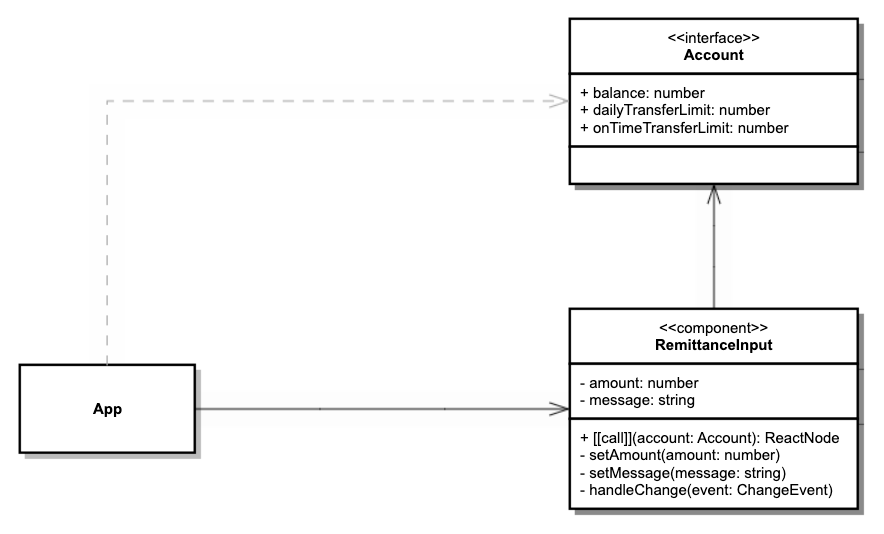 <<interface>>
Account
+ balance: number
+ dailyTransferLimit: number
+ onTimeTransferLimit: number
<<component>>
RemittanceInput
- amount: number
- message: string
+ [[call]](account: Account): ReactNode
- setAmount(amount: number)
- setMessage(message: string)
- handleChange(event: ChangeEvent)
App